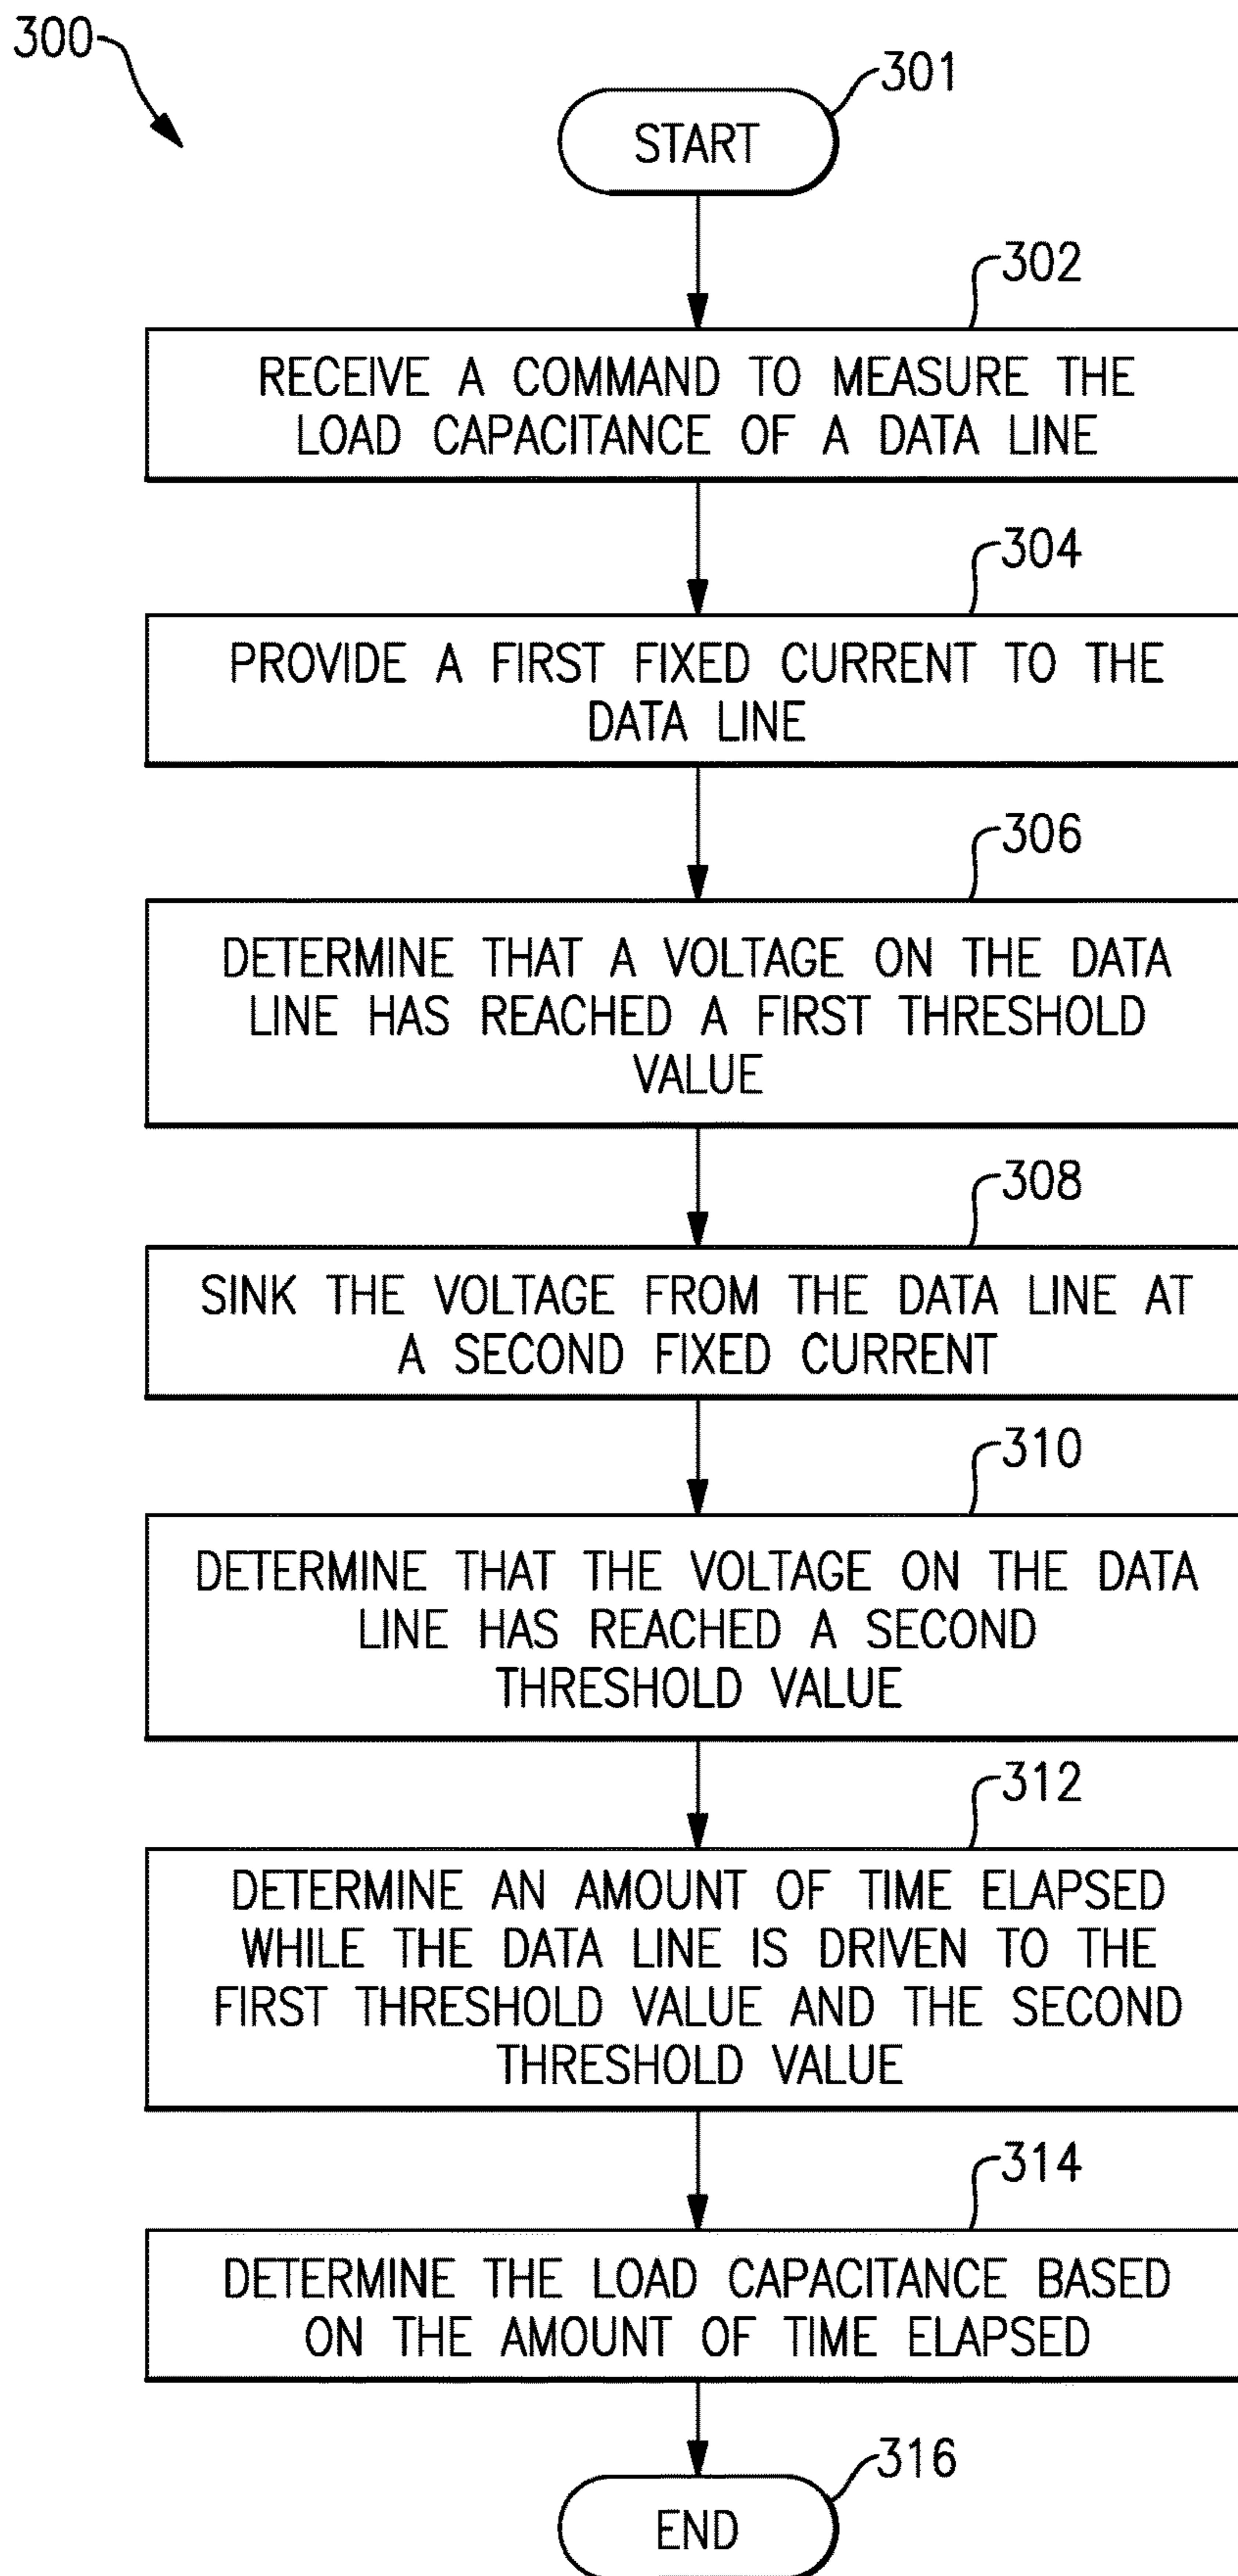 300
301
START
302
RECEIVE A COMMAND TO MEASURE THE
LOAD CAPACITANCE OF A DATA LINE
304
PROVIDE A FIRST FIXED CURRENT TO THE
DATA LINE
306
DETERMINE THAT A VOLTAGE ON THE DATA
LINE HAS REACHED A FIRST THRESHOLD
VALUE
308
SINK THE VOLTAGE FROM THE DATA LINE AT
A SECOND FIXED CURRENT
310
DETERMINE THAT THE VOLTAGE ON THE DATA
LINE HAS REACHED A SECOND
THRESHOLD VALUE
312
DETERMINE AN AMOUNT OF TIME ELAPSED
WHILE THE DATA LINE IS DRIVEN TO THE
FIRST THRESHOLD VALUE AND THE SECOND
THRESHOLD VALUE
314
DETERMINE THE LOAD CAPACITANCE BASED
ON THE AMOUNT OF TIME ELAPSED
316
END